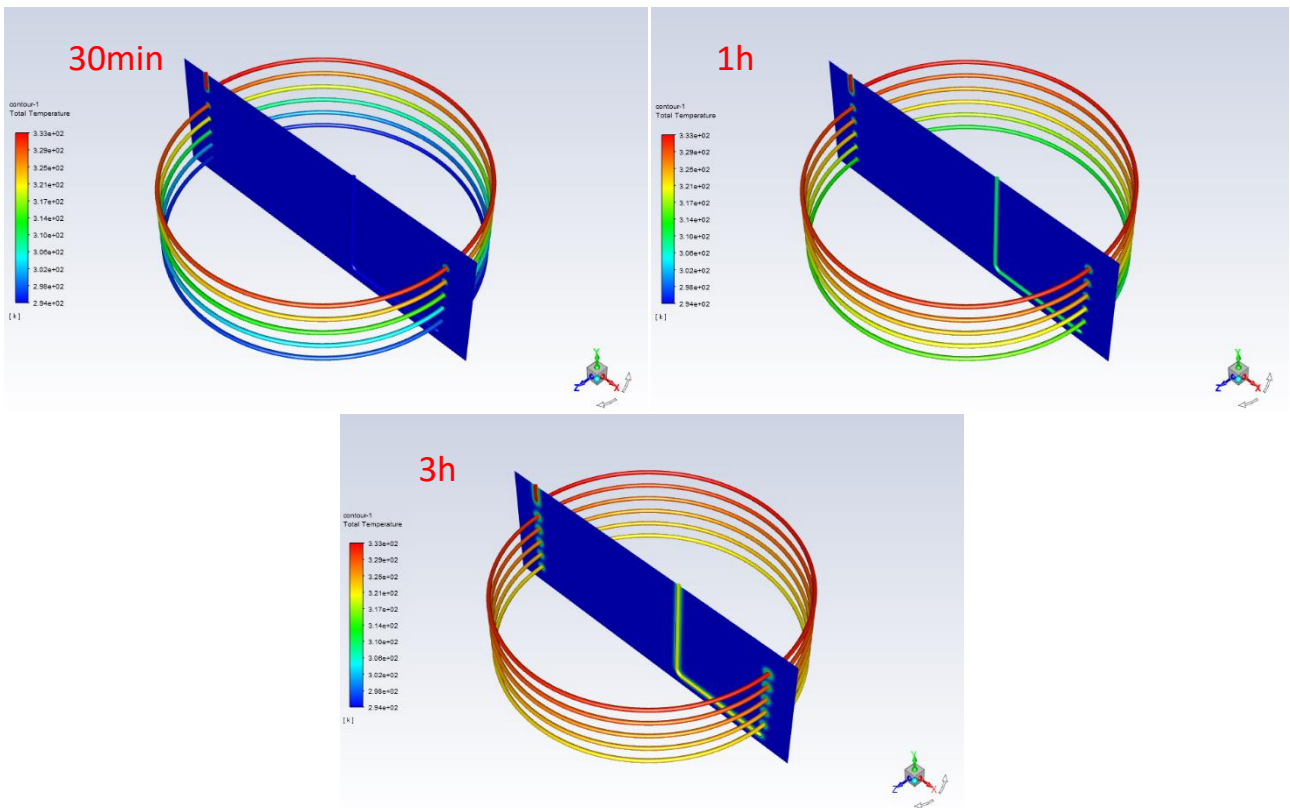 30min
contour-1
Total Temperature
3.33e+02
3.29e+02
3.25e+02
3.21e+02
3.17e+02
3.14e+02
3.10e+02
3.06e+02
3.02e+02
2.98e+02
2.94e+02
[ k ]
Y
Z
X
1h
contour-1
Total Temperature
3.33e+02
3.29e+02
3.25e+02
3.21e+02
3.17e+02
3.14e+02
3.10e+02
3.06e+02
3.02e+02
2.98e+02
2.94e+02
[ k ]
Y
Z
X
3h
contour-1
Total Temperature
3.33e+02
3.29e+02
3.25e+02
3.21e+02
3.17e+02
3.14e+02
3.10e+02
3.06e+02
3.02e+02
2.98e+02
2.94e+02
[ k ]
Y
Z
X